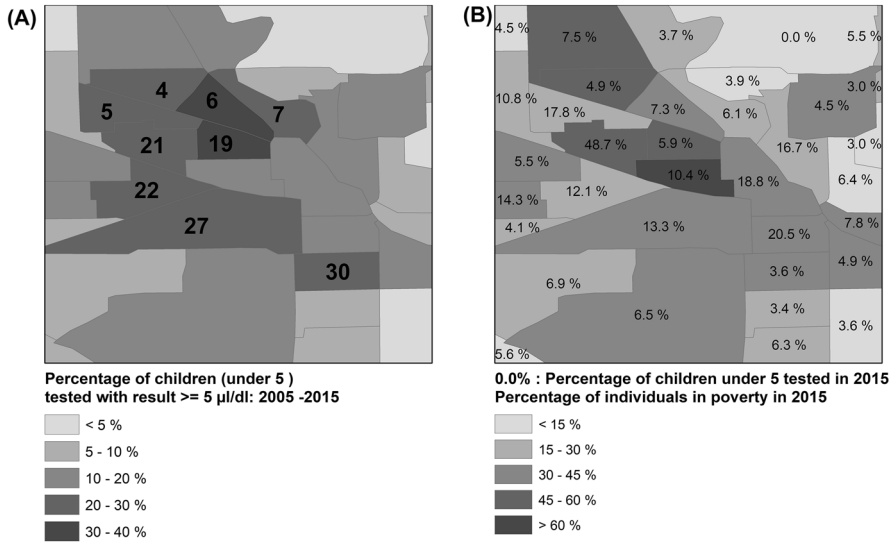 (A)
4
5
6
7
21
19
22
27
30
Percentage of children (under 5 )
tested with result >= 5 µl/dl: 2005 -2015
< 5 %
5 - 10 %
10 - 20 %
20 - 30 %
30 - 40 %
(B)
4.5 %
7.5 %
3.7 %
0.0 %
5.5 %
4.9 %
3.9 %
3.0 %
10.8 %
17.8 %
7.3 %
6.1 %
4.5 %
48.7 %
5.9 %
16.7 %
3.0 %
5.5 %
10.4 %
18.8 %
6.4 %
14.3 %
12.1 %
4.1 %
13.3 %
20.5 %
7.8 %
4.9 %
6.9 %
3.6 %
6.5 %
3.4 %
3.6 %
5.6 %
6.3 %
0.0% : Percentage of children under 5 tested in 2015
Percentage of individuals in poverty in 2015
< 15 %
15 - 30 %
30 - 45 %
45 - 60 %
> 60 %